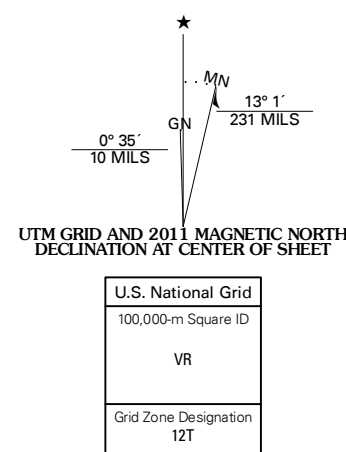 ★
MN
GN
13° 1´
231 MILS
0° 35´
10 MILS
UTM GRID AND 2011 MAGNETIC NORTH
DECLINATION AT CENTER OF SHEET
U.S. National Grid
100,000-m Square ID
VR
Grid Zone Designation
12T